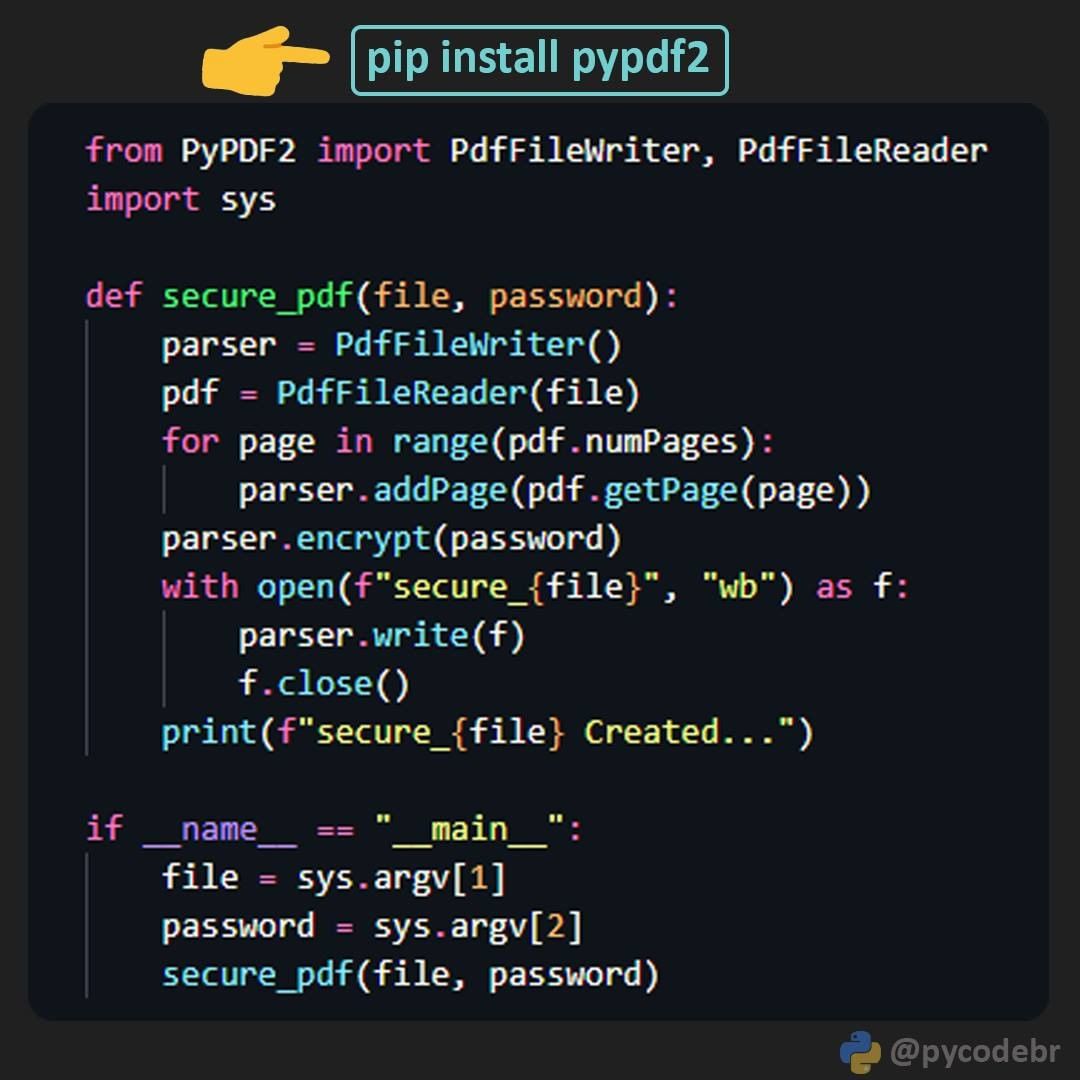 pip install pypdf2
from PyPDF2 import PdfFileWriter, PdfFileReader
import sys
def secure_pdf(file, password):
    parser = PdfFileWriter()
    pdf = PdfFileReader(file)
    for page in range(pdf.numPages):
        parser.addPage(pdf.getPage(page))
    parser.encrypt(password)
    with open(f"secure_{file}", "wb") as f:
        parser.write(f)
        f.close()
    print(f"secure_{file} Created...")
if __name__ == "__main__":
    file = sys.argv[1]
    password = sys.argv[2]
    secure_pdf(file, password)
@pycodebr